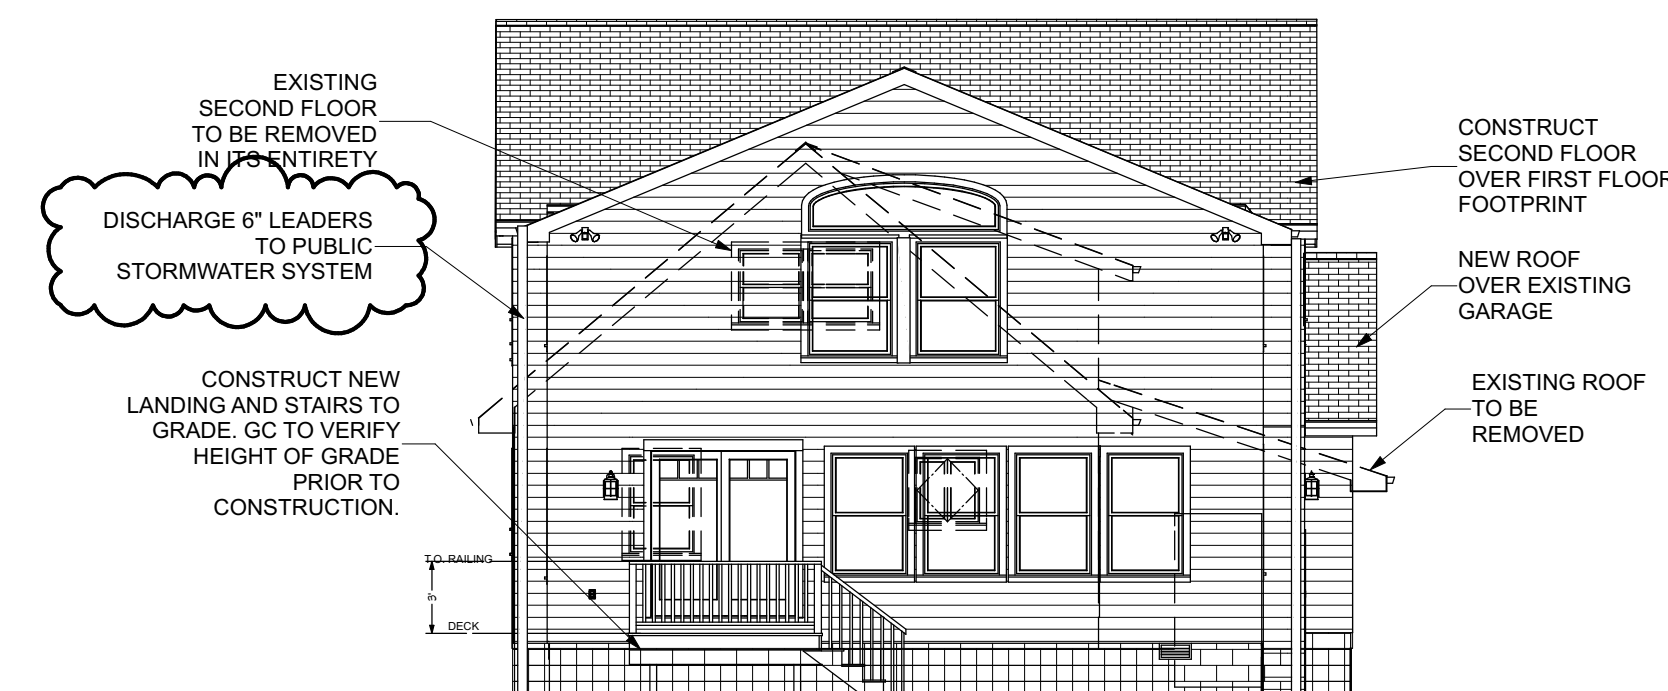 EXISTING
SECOND FLOOR
TO BE REMOVED
IN ITS ENTIRETY
DISCHARGE 6" LEADERS
TO PUBLIC
STORMWATER SYSTEM
CONSTRUCT NEW
LANDING AND STAIRS TO
GRADE. GC TO VERIFY
HEIGHT OF GRADE
PRIOR TO
CONSTRUCTION.
T.O. RAILING
3'
DECK
CONSTRUCT
SECOND FLOOR
OVER FIRST FLOOR
FOOTPRINT
NEW ROOF
OVER EXISTING
GARAGE
EXISTING ROOF
TO BE
REMOVED